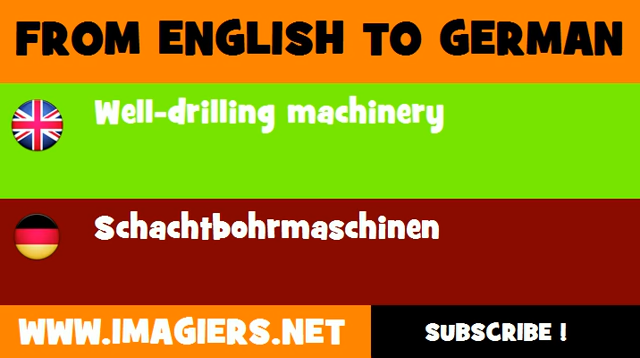 FROM ENGLISH TO GERMAN
Well-drilling machinery
Schachtbohrmaschinen
WWW.IMAGIERS.NET
SUBSCRIBE !